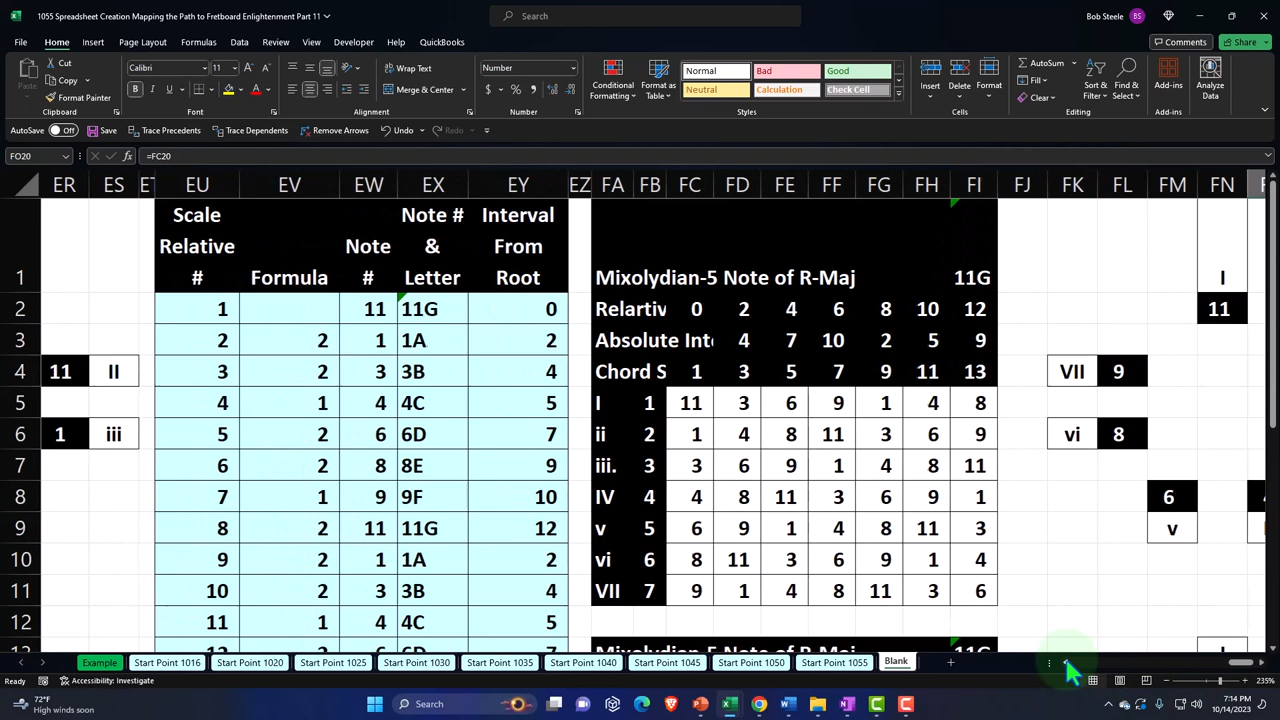 1055 Spreadsheet Creation Mapping the Path to Fretboard Enlightenment Part 11
Search
Bob Steele BS
File Home Insert Page Layout Formulas Data Review View Developer Help QuickBooks
Comments Share
Cut
Copy
Paste
Format Painter
Clipboard
Calibri 11
Font
Wrap Text
Merge & Center
Alignment
Number
Number
Conditional Formatting
Format as Table
Normal Bad Good
Neutral Calculation Check Cell
Styles
Insert Delete Format
Cells
AutoSum
Fill
Clear
Sort & Filter
Find & Select
Editing
Add-ins
Add-ins
Analyze Data
AutoSave Off Save Trace Precedents Trace Dependents Remove Arrows Undo
FO20 fx =FC20
ER ES ET EU EV EW EX EY EZ FA FB FC FD FE FF FG FH FI FJ FK FL FM FN
Scale Relative # Formula Note # Note # & Letter Interval From Root
1 Mixolydian-5 Note of R-Maj 11G I
2 1 11 11G 0 Relartiv 0 2 4 6 8 10 12 11
3 2 2 1 1A 2 Absolute Inte 4 7 10 2 5 9
4 11 II 3 2 3 3B 4 Chord S 1 3 5 7 9 11 13 VII 9
5 4 1 4 4C 5 I 1 11 3 6 9 1 4 8
6 1 iii 5 2 6 6D 7 ii 2 1 4 8 11 3 6 9 vi 8
7 6 2 8 8E 9 iii. 3 3 6 9 1 4 8 11
8 7 1 9 9F 10 IV 4 4 8 11 3 6 9 1 6
9 8 2 11 11G 12 v 5 6 9 1 4 8 11 3 v
10 9 2 1 1A 2 vi 6 8 11 3 6 9 1 4
11 10 2 3 3B 4 VII 7 9 1 4 8 11 3 6
12 11 1 4 4C 5
13 12 2 6 6D 7 Mixolydian-5 Note of R-Maj 11G I
Example Start Point 1016 Start Point 1020 Start Point 1025 Start Point 1030 Start Point 1035 Start Point 1040 Start Point 1045 Start Point 1050 Start Point 1055 Blank
Ready Accessibility: Investigate 235%
72°F
High winds soon
Search
7:14 PM
10/14/2023